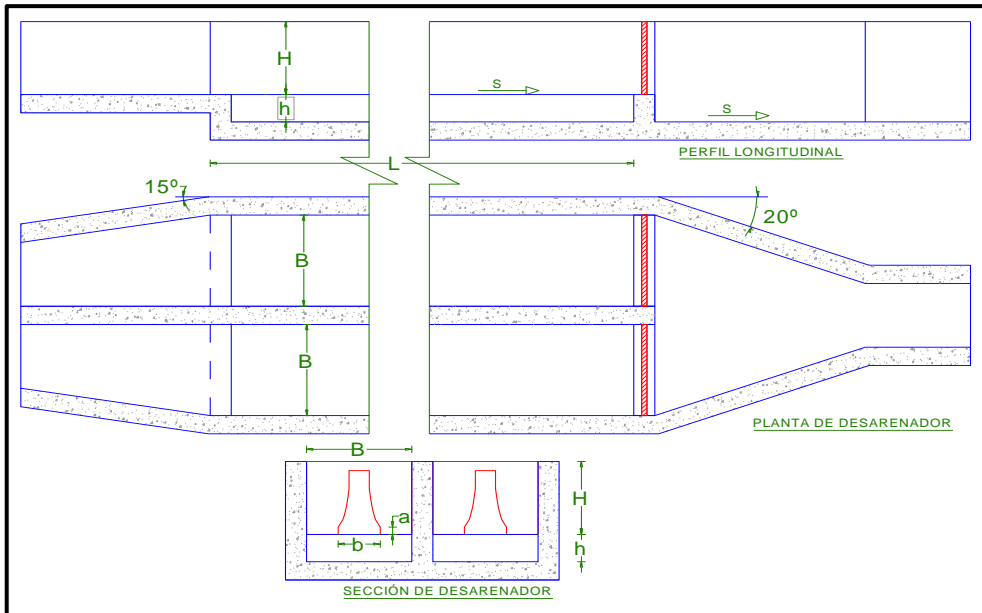 H
h
S
S
PERFIL LONGITUDINAL
L
15º
20º
B
B
PLANTA DE DESARENADOR
B
H
a
b
h
SECCIÓN DE DESARENADOR